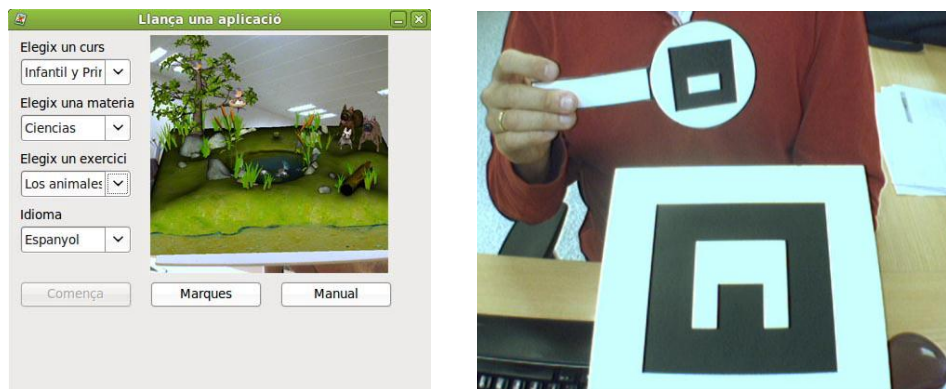 Llança una aplicació
Elegix un curs
Infantil y Prir
Elegix una materia
Ciencias
Elegix un exercici
Los animales
Idioma
Espanyol
Comença
Marques
Manual